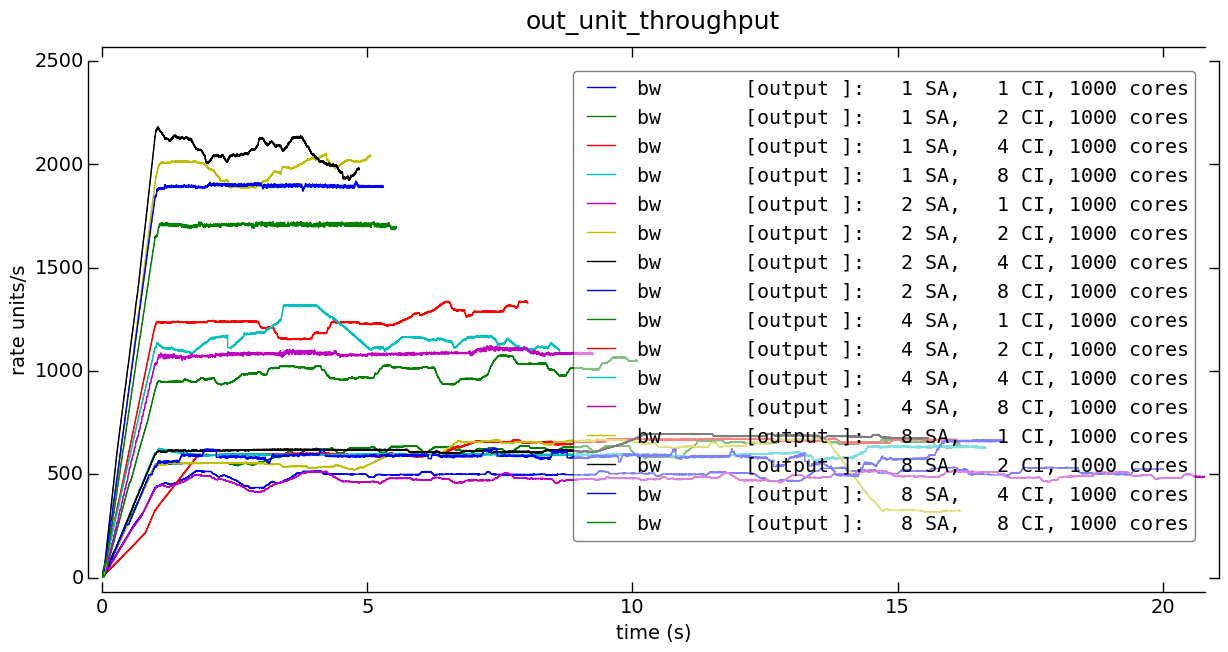 out_unit_throughput
2500
2000
1500
1000
500
0
rate units/s
bw [output ]: 1 SA, 1 CI, 1000 cores
bw [output ]: 1 SA, 2 CI, 1000 cores
bw [output ]: 1 SA, 4 CI, 1000 cores
bw [output ]: 1 SA, 8 CI, 1000 cores
bw [output ]: 2 SA, 1 CI, 1000 cores
bw [output ]: 2 SA, 2 CI, 1000 cores
bw [output ]: 2 SA, 4 CI, 1000 cores
bw [output ]: 2 SA, 8 CI, 1000 cores
bw [output ]: 4 SA, 1 CI, 1000 cores
bw [output ]: 4 SA, 2 CI, 1000 cores
bw [output ]: 4 SA, 4 CI, 1000 cores
bw [output ]: 4 SA, 8 CI, 1000 cores
bw [output ]: 8 SA, 1 CI, 1000 cores
bw [output ]: 8 SA, 2 CI, 1000 cores
bw [output ]: 8 SA, 4 CI, 1000 cores
bw [output ]: 8 SA, 8 CI, 1000 cores
0 5 10 15 20
time (s)